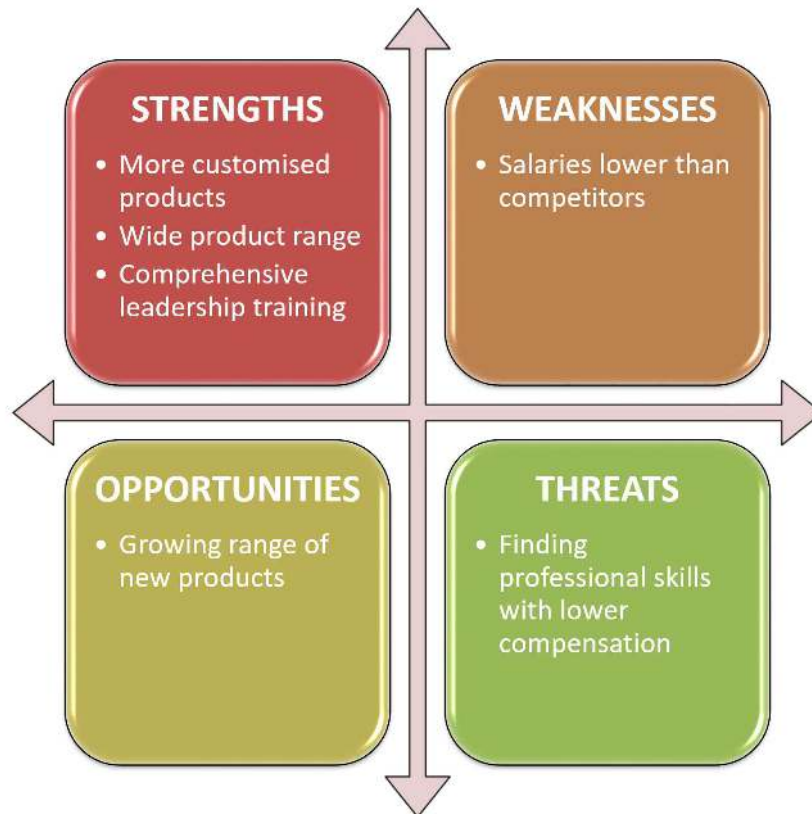 STRENGTHS
• More customised
products
• Wide product range
• Comprehensive
leadership training
WEAKNESSES
• Salaries lower than
competitors
OPPORTUNITIES
• Growing range of
new products
THREATS
• Finding
professional skills
with lower
compensation